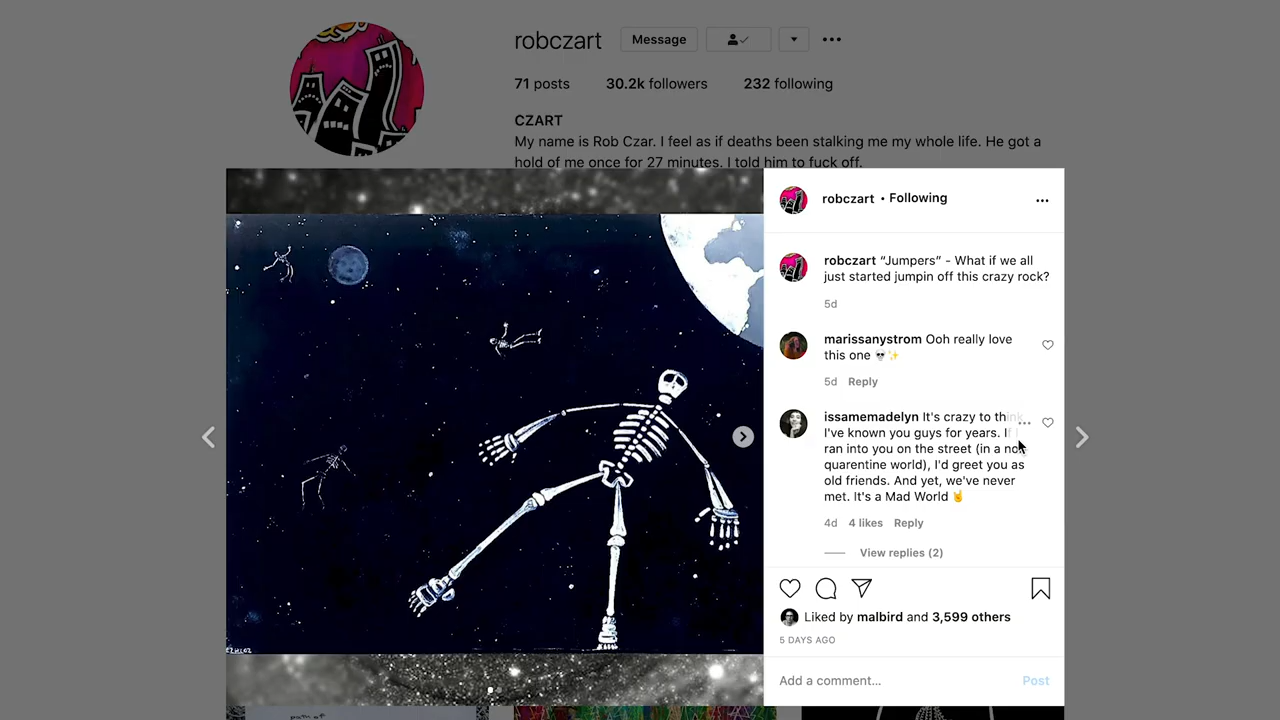 robczart Message
71 posts 30.2k followers 232 following
CZART
My name is Rob Czar. I feel as if deaths been stalking me my whole life. He got a
hold of me once for 27 minutes. I told him to fuck off.
robczart • Following
robczart “Jumpers” - What if we all
just started jumpin off this crazy rock?
5d
marissanystrom Ooh really love
this one 💀✨
5d Reply
issamemadelyn It's crazy to think
I've known you guys for years. If I
ran into you on the street (in a non
quarentine world), I'd greet you as
old friends. And yet, we've never
met. It's a Mad World 🤘
4d 4 likes Reply
View replies (2)
Liked by malbird and 3,599 others
5 DAYS AGO
Add a comment... Post